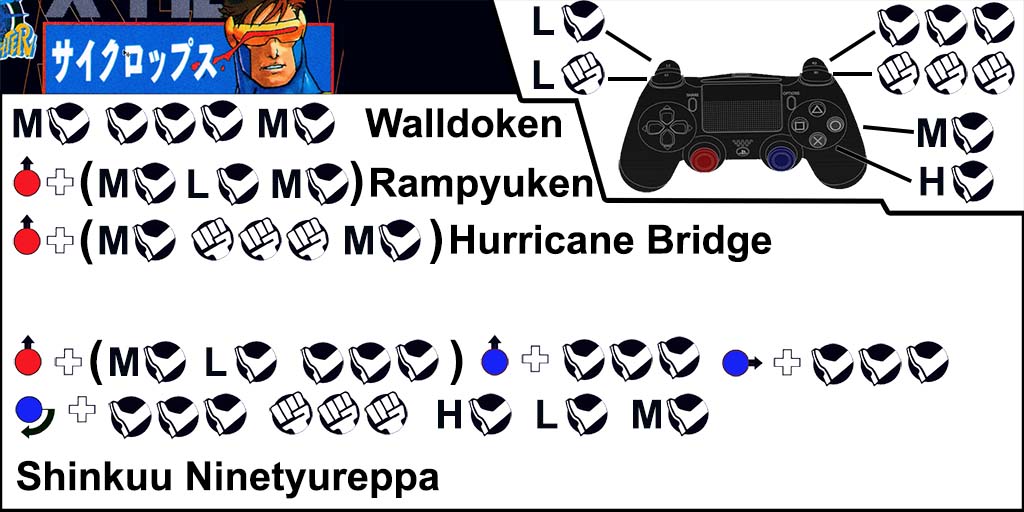 サイクロップス
L
L
M
H
M M Walldoken
+(M L M)Rampyuken
+(M M)Hurricane Bridge
+(M L ) + +
+ H L M
Shinkuu Ninetyureppa